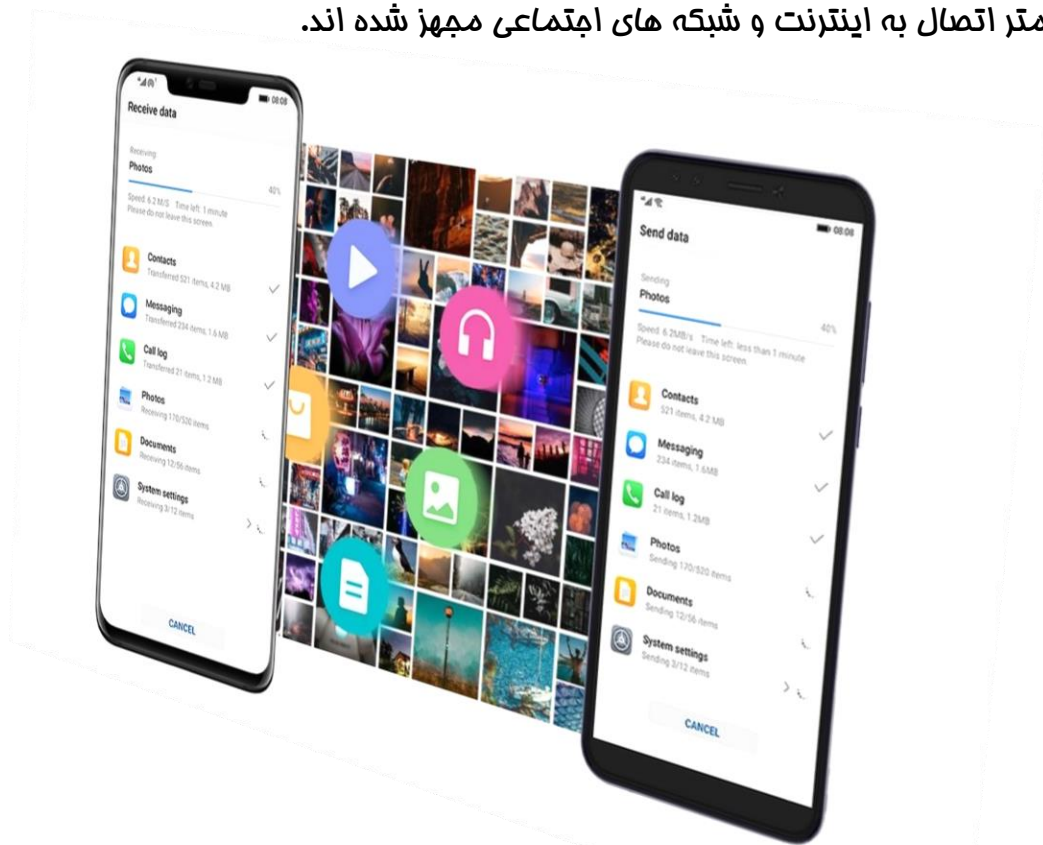 متر اتصال به اینترنت و شبکه های اجتماعی مجهز شده اند.
08:08
Receive data
Receiving
Photos
40%
Speed: 6.2 M/S Time left: 1 minute
Please do not leave this screen.
Contacts
Transferred 521 items, 4.2 MB
Messaging
Transferred 234 items, 1.6 MB
Call log
Transferred 21 items, 1.2 MB
Photos
Receiving 170/520 items
Documents
Receiving 12/56 items
System settings
Receiving 3/12 items
CANCEL
08:08
Send data
Sending
Photos
40%
Speed: 6.2MB/s Time left: less than 1 minute
Please do not leave this screen.
Contacts
521 items, 4.2 MB
Messaging
234 items, 1.6MB
Call log
21 items, 1.2MB
Photos
Sending 170/520 items
Documents
Sending 12/56 items
System settings
Sending 3/12 items
CANCEL